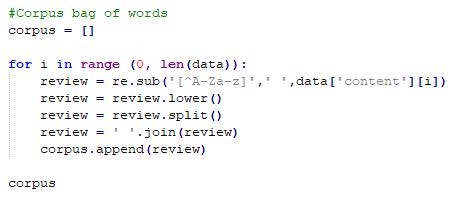 #Corpus bag of words
corpus = []
for i in range (0, len(data)):
review = re.sub('[^A-Za-z]',' ',data['content'][i])
review = review.lower()
review = review.split()
review = ' '.join(review)
corpus.append(review)
corpus